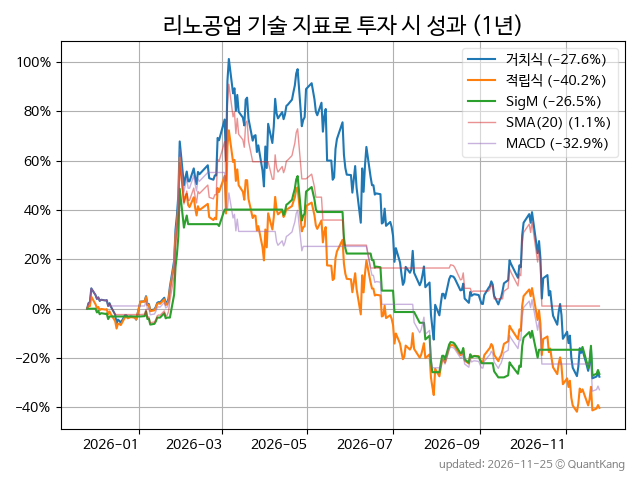 리노공업 기술 지표로 투자 시 성과 (1년)
거치식 (−27.6%)
적립식 (−40.2%)
SigM (−26.5%)
SMA(20) (1.1%)
MACD (−32.9%)
100%
80%
60%
40%
20%
0%
−20%
−40%
2026-01 2026-03 2026-05 2026-07 2026-09 2026-11
updated: 2026-11-25 © QuantKang